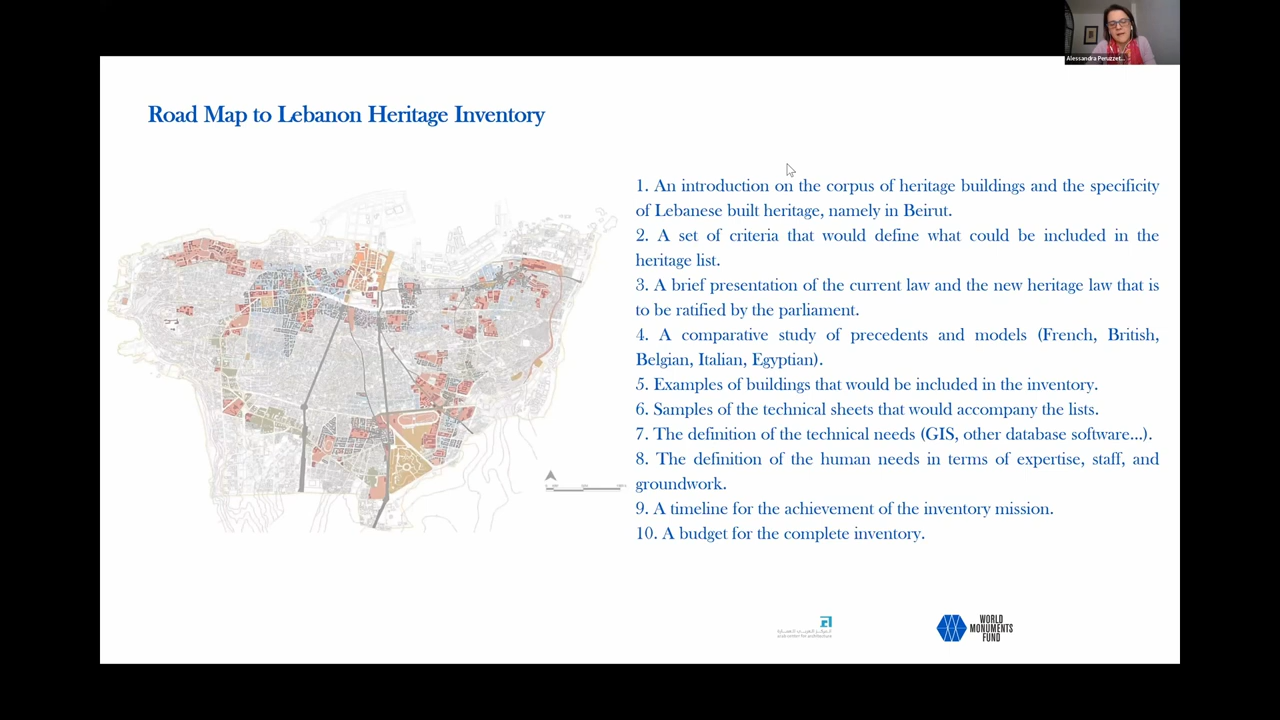 Alessandra Peruzzet...
Road Map to Lebanon Heritage Inventory
1. An introduction on the corpus of heritage buildings and the specificity
of Lebanese built heritage, namely in Beirut.
2. A set of criteria that would define what could be included in the
heritage list.
3. A brief presentation of the current law and the new heritage law that is
to be ratified by the parliament.
4. A comparative study of precedents and models (French, British,
Belgian, Italian, Egyptian).
5. Examples of buildings that would be included in the inventory.
6. Samples of the technical sheets that would accompany the lists.
7. The definition of the technical needs (GIS, other database software...).
8. The definition of the human needs in terms of expertise, staff, and
groundwork.
9. A timeline for the achievement of the inventory mission.
10. A budget for the complete inventory.
المركز العربي للعمارة
arab center for architecture
WORLD
MONUMENTS
FUND